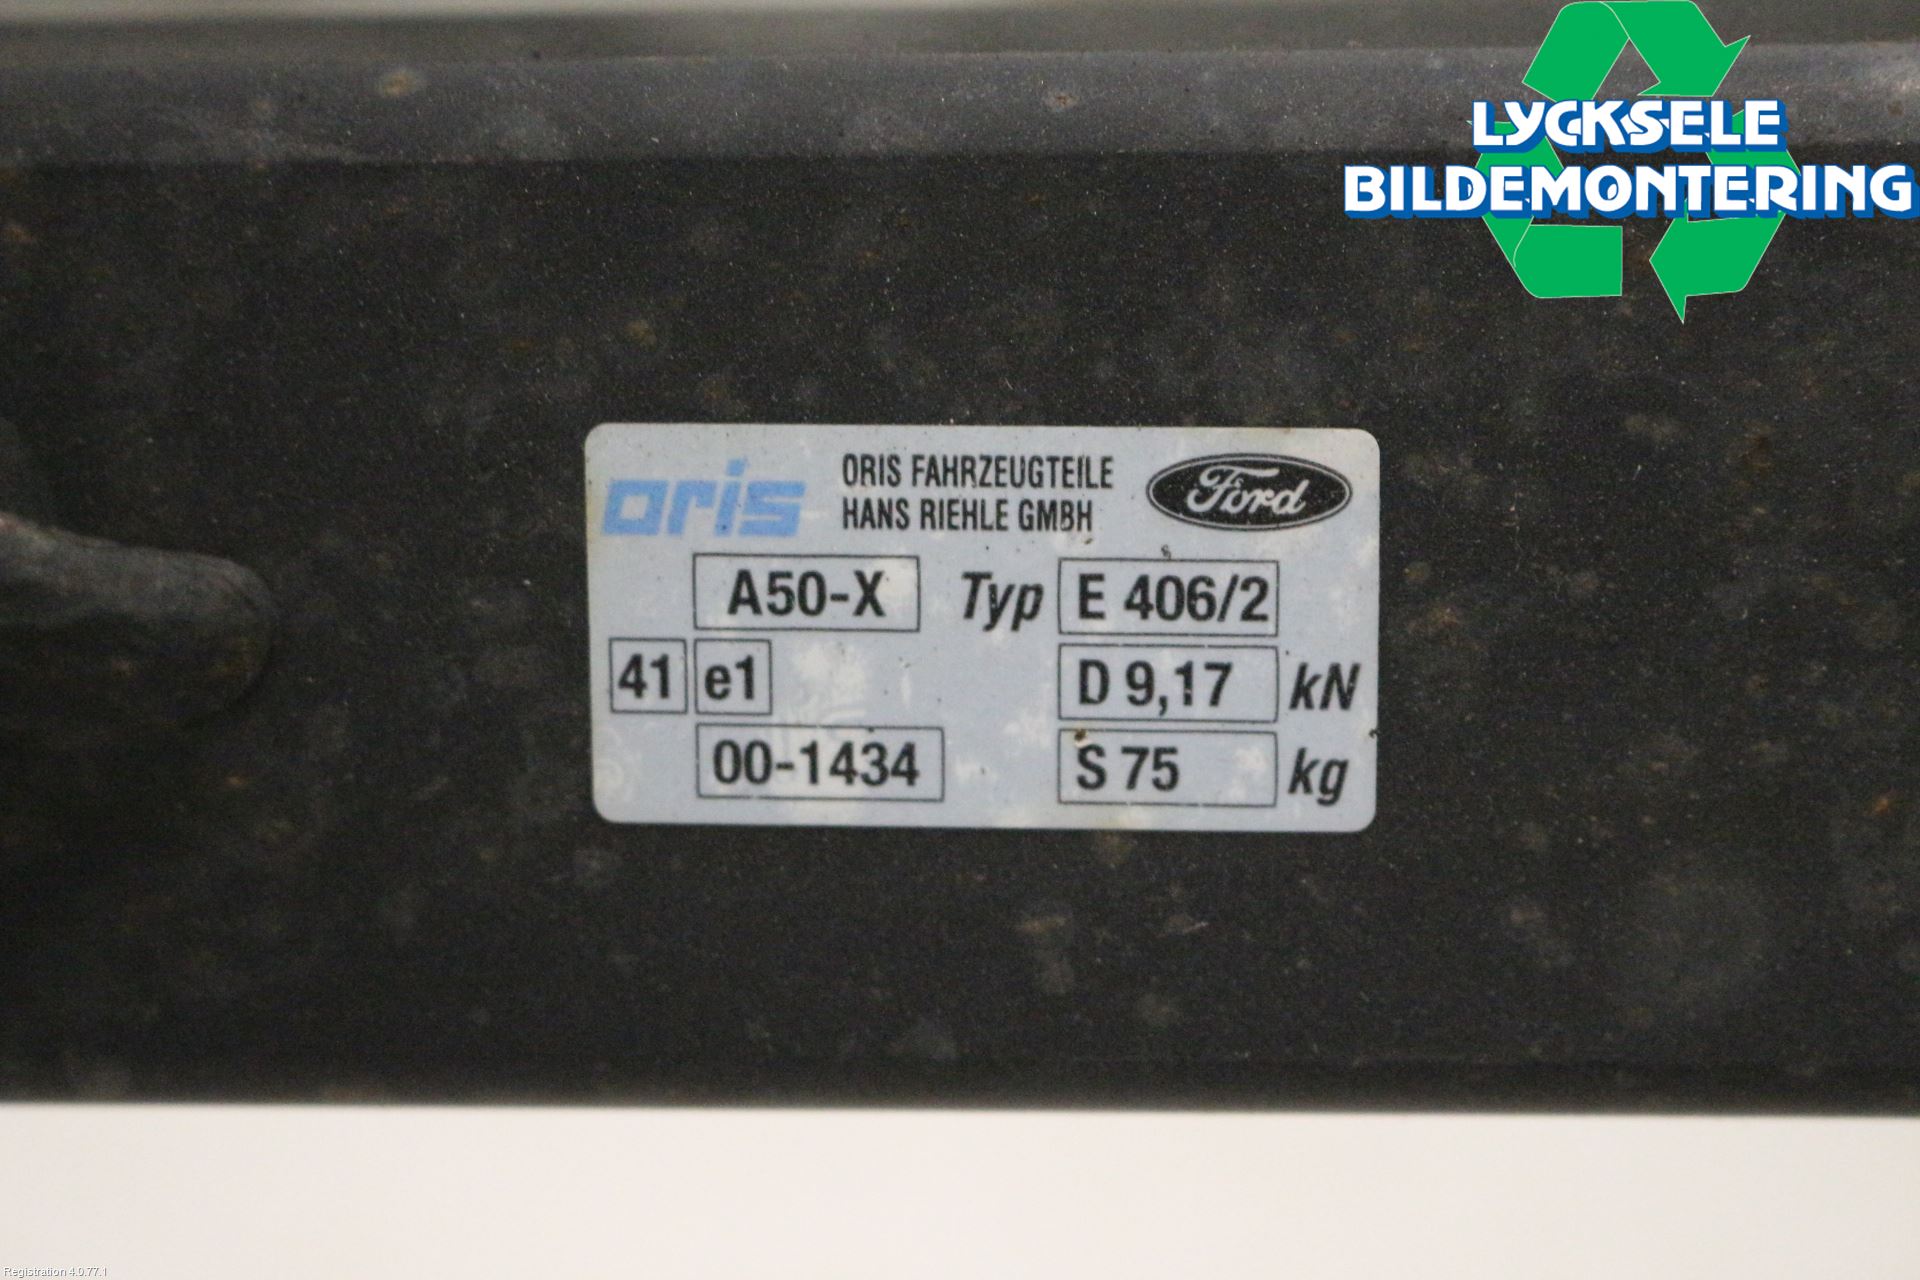 LYCKSELE
BILDEMONTERING
oris
ORIS FAHRZEUGTEILE
HANS RIEHLE GMBH
Ford
A50-X Typ E 406/2
41 e1 D 9,17 kN
00-1434 S 75 kg
Registration 4.0.77.1